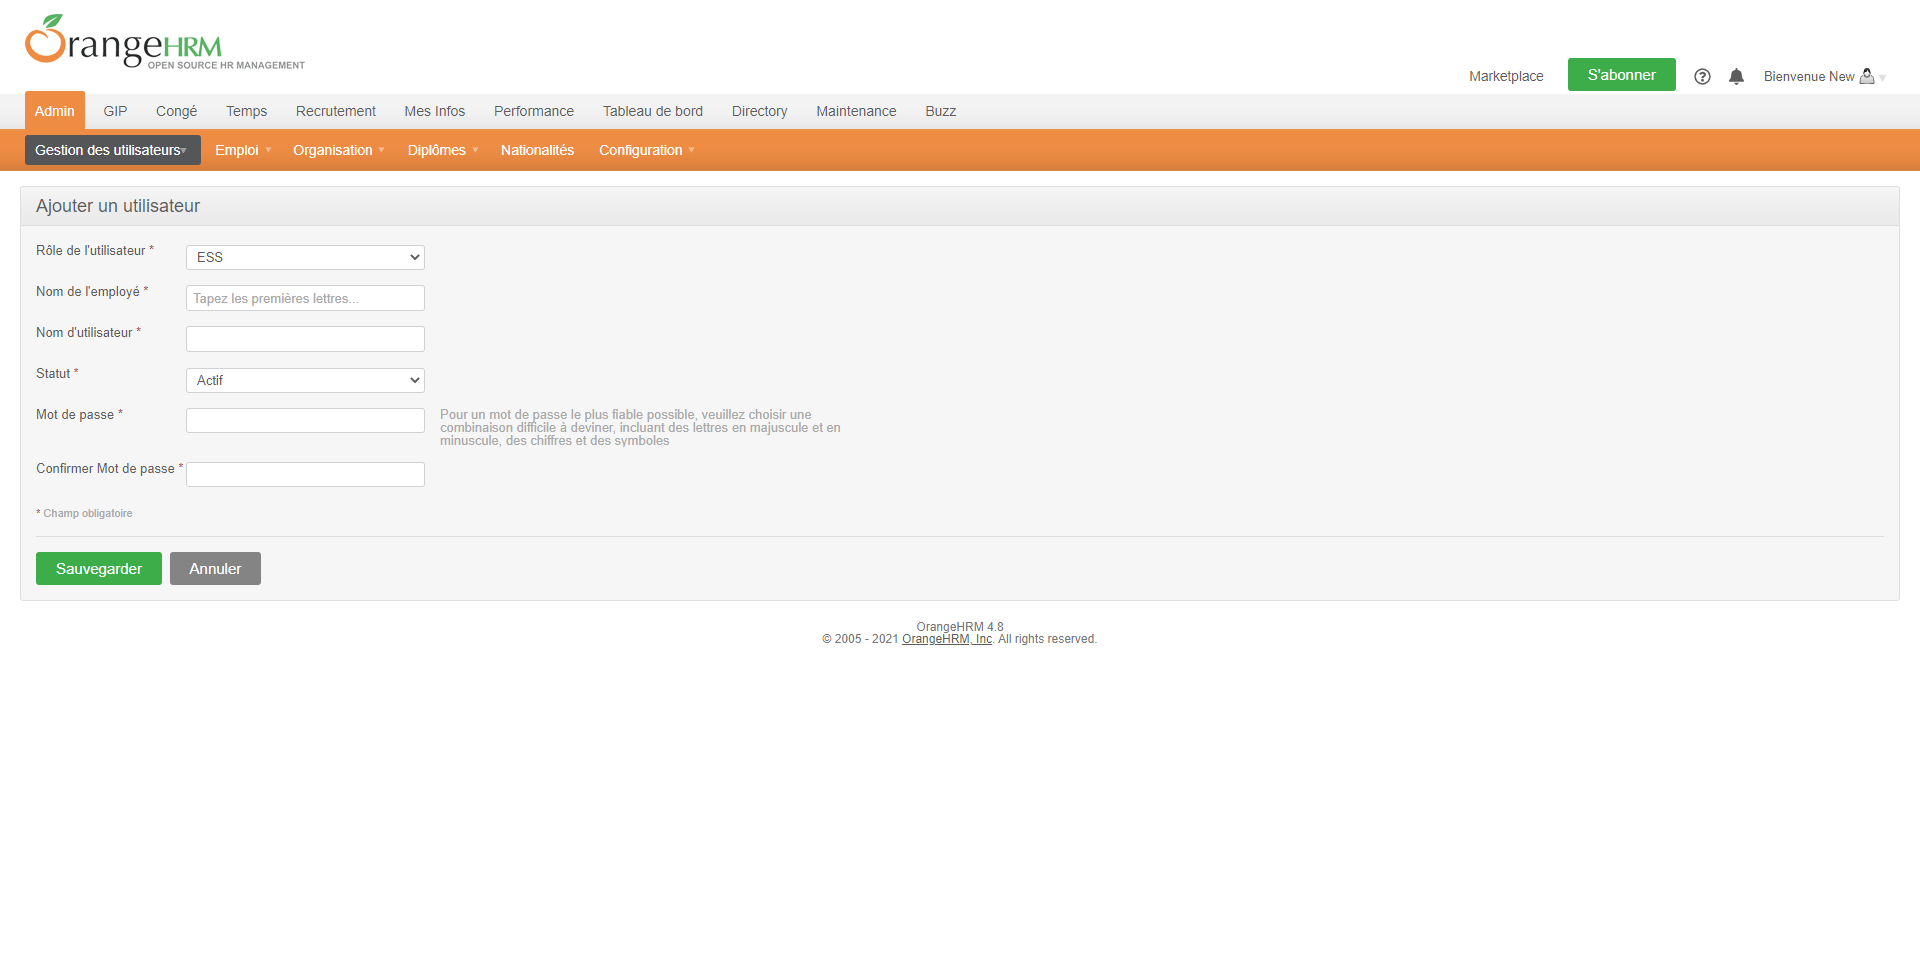 OrangeHRM
OPEN SOURCE HR MANAGEMENT
Marketplace S'abonner Bienvenue New
Admin GIP Congé Temps Recrutement Mes Infos Performance Tableau de bord Directory Maintenance Buzz
Gestion des utilisateurs Emploi Organisation Diplômes Nationalités Configuration
Ajouter un utilisateur
Rôle de l'utilisateur * ESS
Nom de l'employé * Tapez les premières lettres...
Nom d'utilisateur *
Statut * Actif
Mot de passe * Pour un mot de passe le plus fiable possible, veuillez choisir une
combinaison difficile à deviner, incluant des lettres en majuscule et en
minuscule, des chiffres et des symboles
Confirmer Mot de passe *
* Champ obligatoire
Sauvegarder Annuler
OrangeHRM 4.8
© 2005 - 2021 OrangeHRM, Inc. All rights reserved.